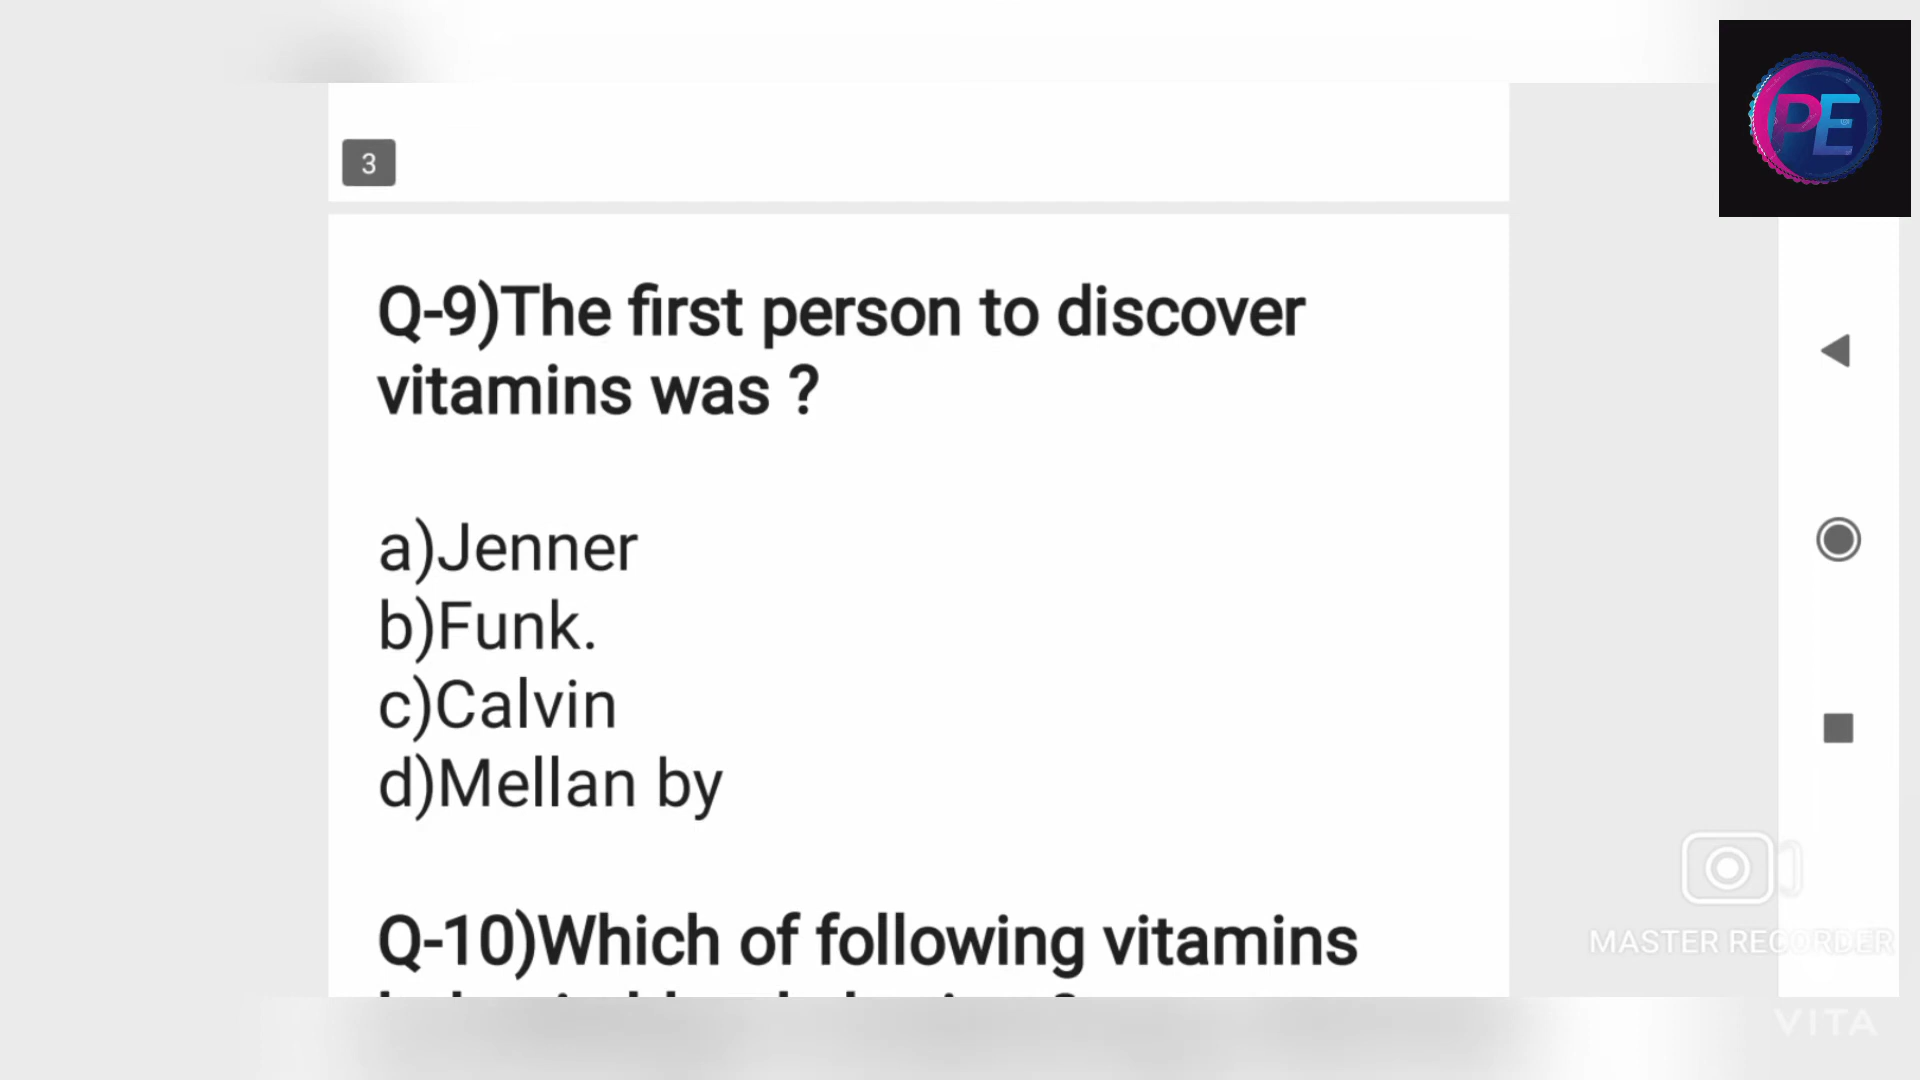 PE
3
Q-9)The first person to discover
vitamins was ?
a)Jenner
b)Funk.
c)Calvin
d)Mellan by
Q-10)Which of following vitamins
MASTER RECORDER
VITA